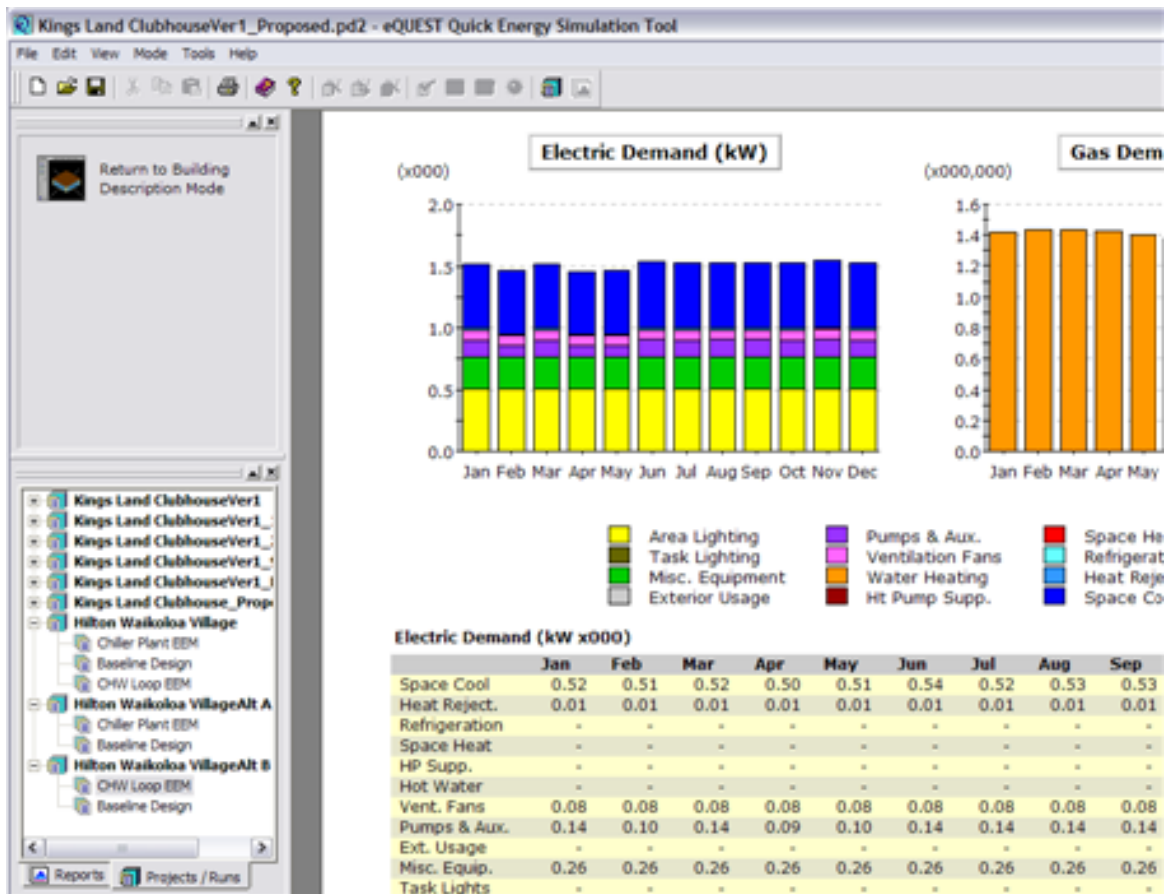 Kings Land ClubhouseVer1_Proposed.pd2 - eQUEST Quick Energy Simulation Tool
File Edit View Mode Tools Help
Return to Building
Description Mode
Kings Land ClubhouseVer1
Kings Land ClubhouseVer1_
Kings Land ClubhouseVer1_
Kings Land ClubhouseVer1_
Kings Land ClubhouseVer1_
Kings Land Clubhouse_Prop
Hilton Waikoloa Village
Chiller Plant EEM
Baseline Design
CHW Loop EEM
Hilton Waikoloa VillageAlt A
Chiller Plant EEM
Baseline Design
Hilton Waikoloa VillageAlt B
CHW Loop EEM
Baseline Design
Reports Projects / Runs
Electric Demand (kW)
(x000)
2.0
1.5
1.0
0.5
0.0
Jan Feb Mar Apr May Jun Jul Aug Sep Oct Nov Dec
Gas Dem
(x000,000)
1.6
1.4
1.2
1.0
0.8
0.6
0.4
0.2
0.0
Jan Feb Mar Apr May
Area Lighting Pumps & Aux. Space He
Task Lighting Ventilation Fans Refrigerat
Misc. Equipment Water Heating Heat Reje
Exterior Usage Ht Pump Supp. Space Co
Electric Demand (kW x000)
Jan Feb Mar Apr May Jun Jul Aug Sep
Space Cool 0.52 0.51 0.52 0.50 0.51 0.54 0.52 0.53 0.53
Heat Reject. 0.01 0.01 0.01 0.01 0.01 0.01 0.01 0.01 0.01
Refrigeration - - - - - - - - -
Space Heat - - - - - - - - -
HP Supp. - - - - - - - - -
Hot Water - - - - - - - - -
Vent. Fans 0.08 0.08 0.08 0.08 0.08 0.08 0.08 0.08 0.08
Pumps & Aux. 0.14 0.10 0.14 0.09 0.10 0.14 0.14 0.14 0.14
Ext. Usage - - - - - - - - -
Misc. Equip. 0.26 0.26 0.26 0.26 0.26 0.26 0.26 0.26 0.26
Task Lights - - - - - - - - -